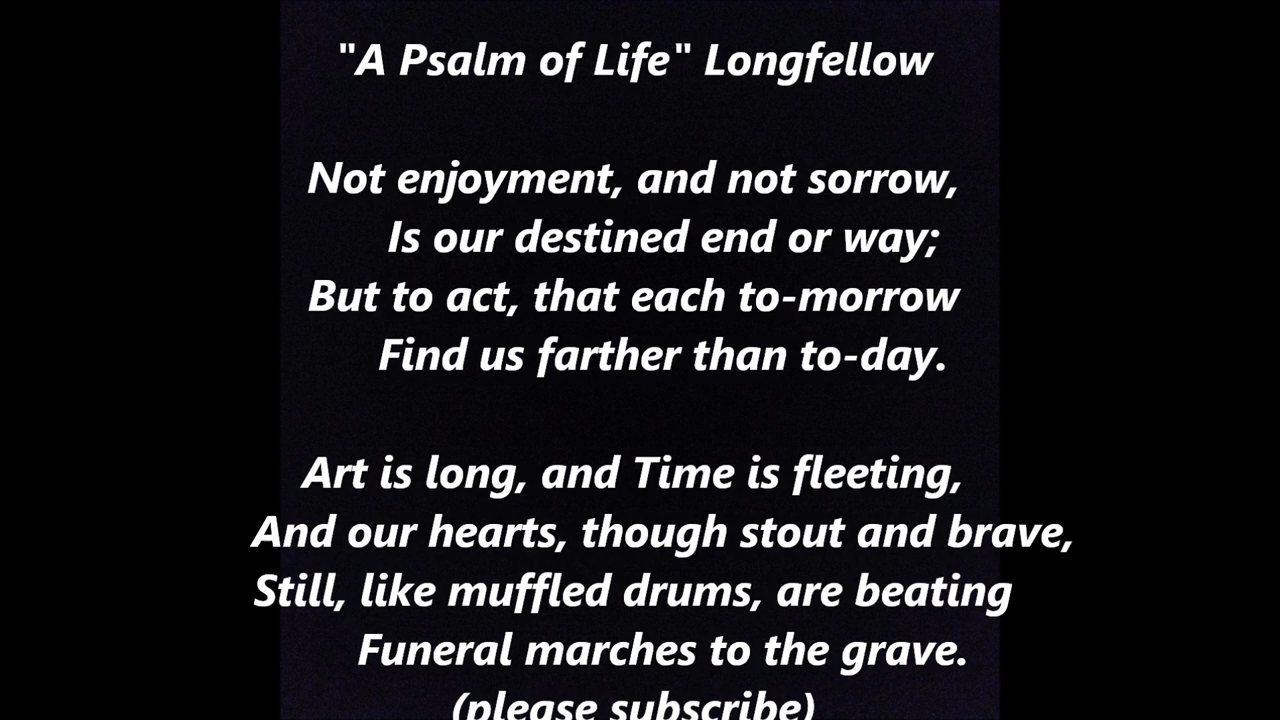 "A Psalm of Life" Longfellow
Not enjoyment, and not sorrow,
Is our destined end or way;
But to act, that each to-morrow
Find us farther than to-day.
Art is long, and Time is fleeting,
And our hearts, though stout and brave,
Still, like muffled drums, are beating
Funeral marches to the grave.
(please subscribe)